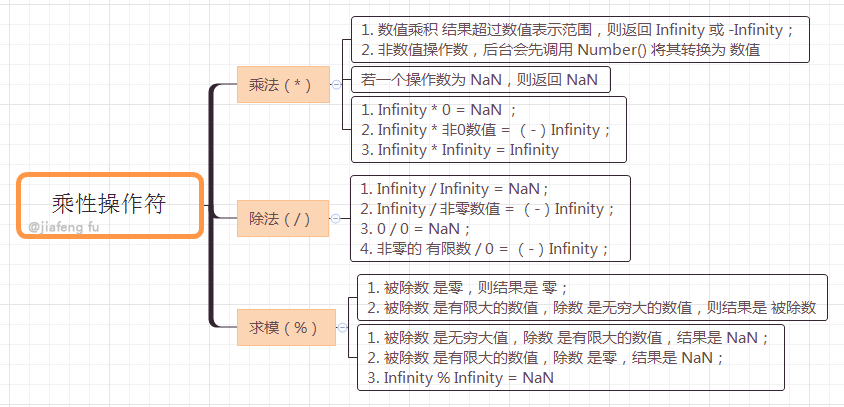 乘性操作符
@jiafeng fu
乘法 ( * )
1. 数值乘积 结果超过数值表示范围，则返回 Infinity 或 -Infinity；
2. 非数值操作数，后台会先调用 Number() 将其转换为 数值
若一个操作数为 NaN，则返回 NaN
1. Infinity * 0 = NaN ；
2. Infinity * 非0数值 = ( - ) Infinity；
3. Infinity * Infinity = Infinity
除法 ( / )
1. Infinity / Infinity = NaN；
2. Infinity / 非零数值 = ( - ) Infinity；
3. 0 / 0 = NaN；
4. 非零的 有限数 / 0 = ( - ) Infinity；
求模 ( % )
1. 被除数 是零，则结果是 零；
2. 被除数 是有限大的数值，除数 是无穷大的数值，则结果是 被除数
1. 被除数 是无穷大值，除数 是有限大的数值，结果是 NaN；
2. 被除数 是有限大的数值，除数 是零，结果是 NaN；
3. Infinity % Infinity = NaN